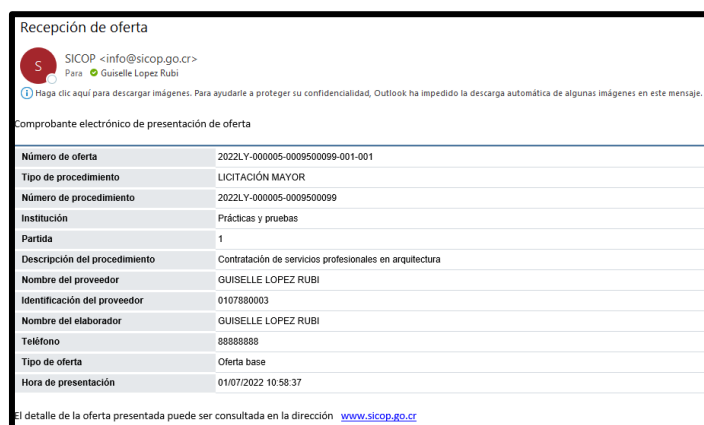 Recepción de oferta
S
SICOP <info@sicop.go.cr>
Para Guiselle Lopez Rubi
Haga clic aquí para descargar imágenes. Para ayudarle a proteger su confidencialidad, Outlook ha impedido la descarga automática de algunas imágenes en este mensaje.
Comprobante electrónico de presentación de oferta
Número de oferta 2022LY-000005-0009500099-001-001
Tipo de procedimiento LICITACIÓN MAYOR
Número de procedimiento 2022LY-000005-0009500099
Institución Prácticas y pruebas
Partida 1
Descripción del procedimiento Contratación de servicios profesionales en arquitectura
Nombre del proveedor GUISELLE LOPEZ RUBI
Identificación del proveedor 0107880003
Nombre del elaborador GUISELLE LOPEZ RUBI
Teléfono 88888888
Tipo de oferta Oferta base
Hora de presentación 01/07/2022 10:58:37
El detalle de la oferta presentada puede ser consultada en la dirección www.sicop.go.cr